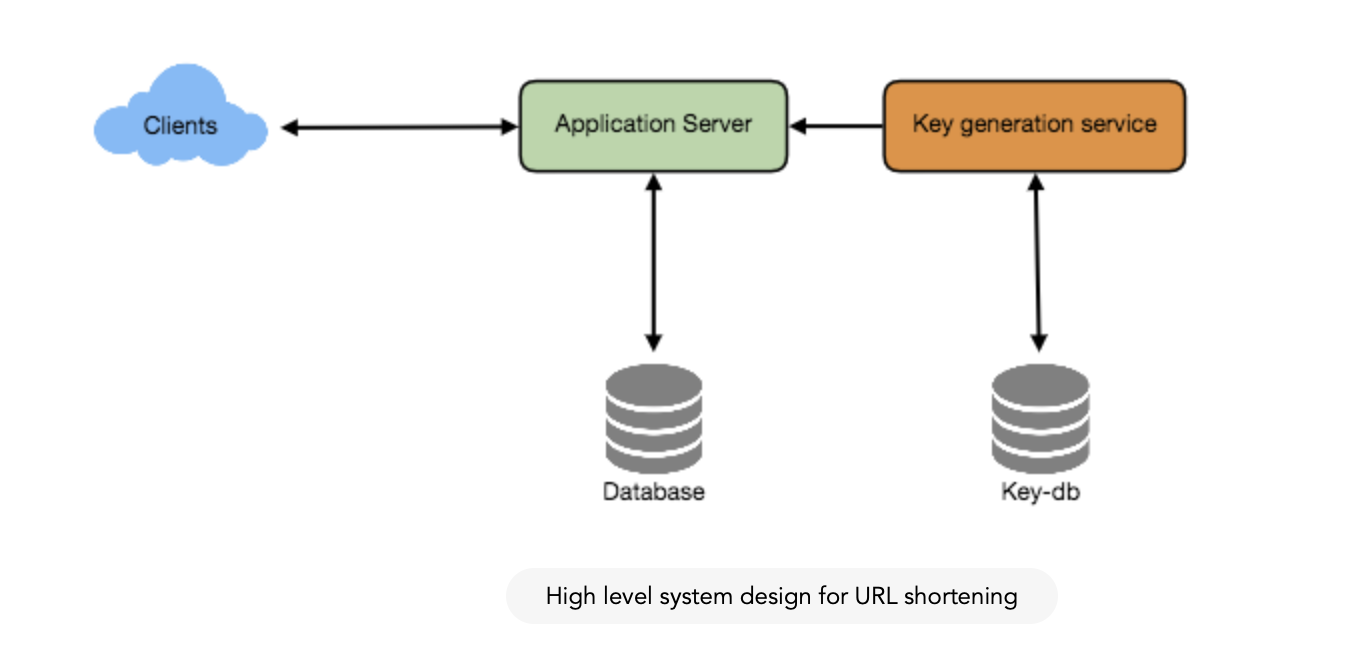 Clients
Application Server
Key generation service
Database
Key-db
High level system design for URL shortening